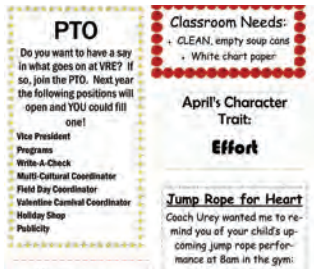 PTO
Do you want to have a say
in what goes on at VRE? If
so, join the PTO. Next year
the following positions will
open and YOU could fill
one!
Vice President
Programs
Write-A-Check
Multi-Cultural Coordinator
Field Day Coordinator
Valentine Carnival Coordinator
Holiday Shop
Publicity
Classroom Needs:
CLEAN, empty soup cans
White chart paper
April's Character
Trait:
Effort
Jump Rope for Heart
Coach Urey wanted me to re-
mind you of your child's up-
coming jump rope perfor-
mance at 8am in the gym: